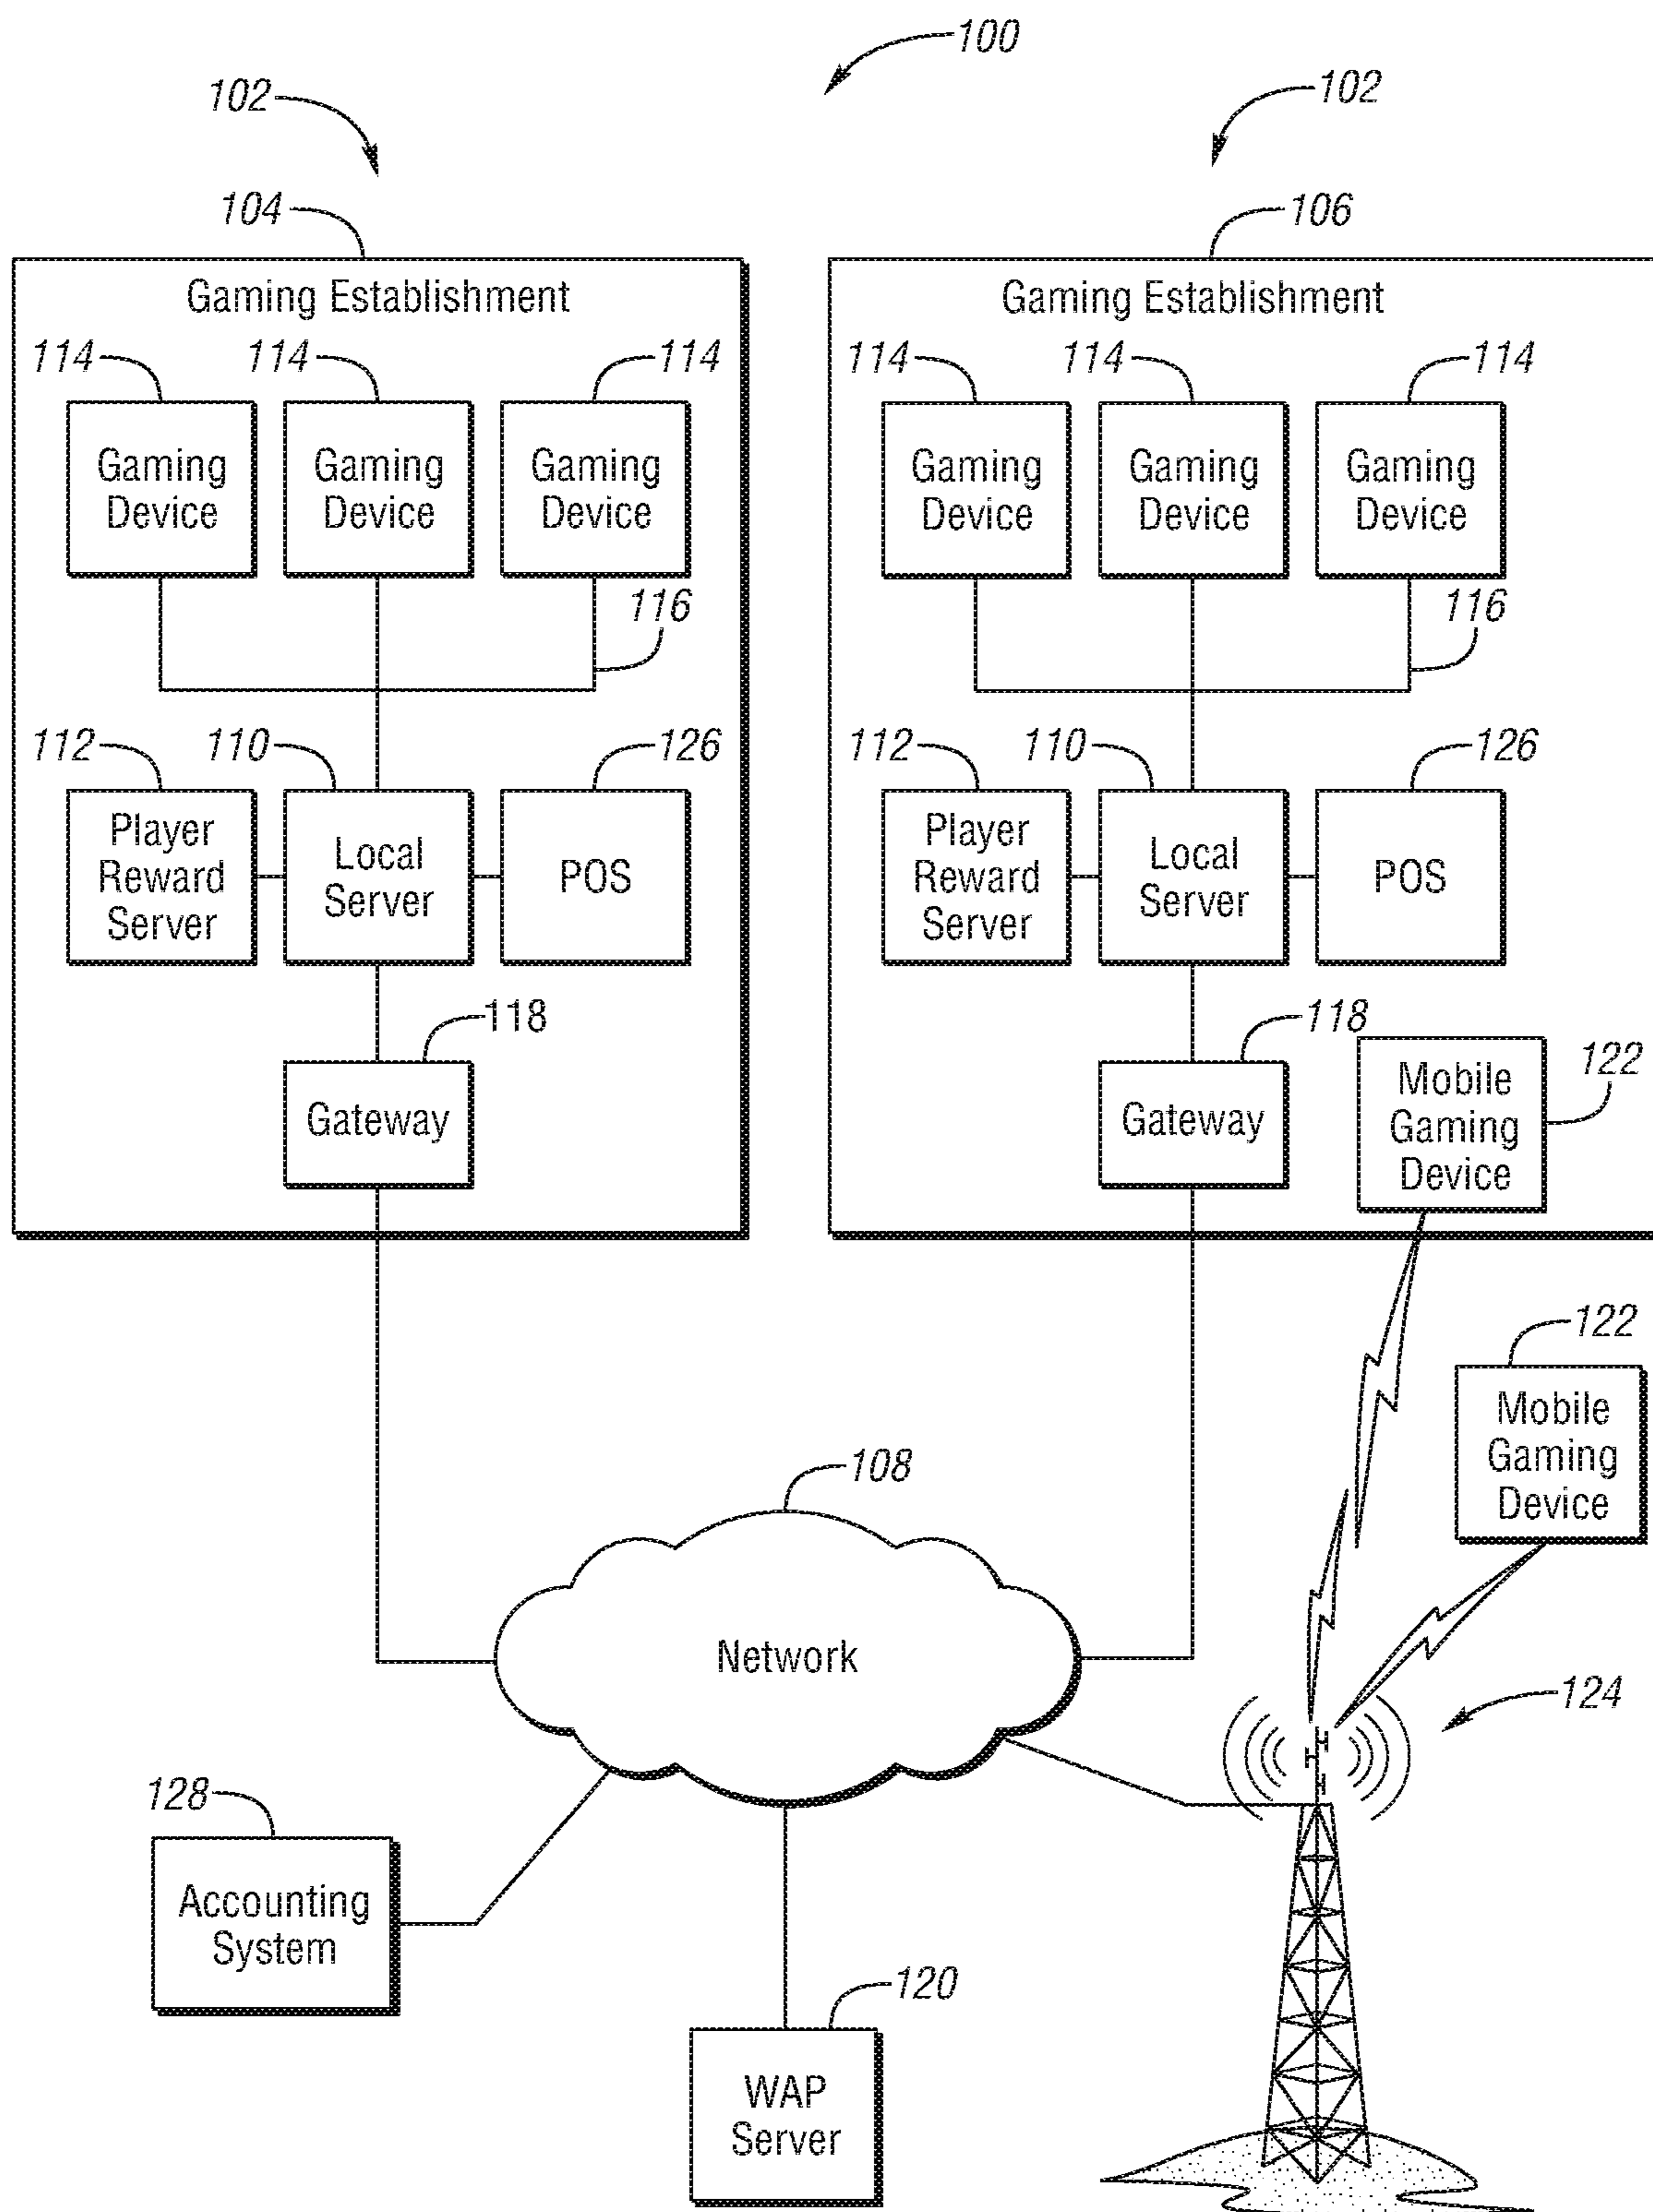 100
102
102
104
106
Gaming Establishment
Gaming Establishment
114
114
114
114
114
114
Gaming
Device
Gaming
Device
Gaming
Device
Gaming
Device
Gaming
Device
Gaming
Device
116
116
112
110
126
112
110
126
Player
Reward
Server
Local
Server
POS
Player
Reward
Server
Local
Server
POS
118
118
Gateway
Gateway
Mobile
Gaming
Device
122
122
Mobile
Gaming
Device
108
Network
124
128
Accounting
System
120
WAP
Server